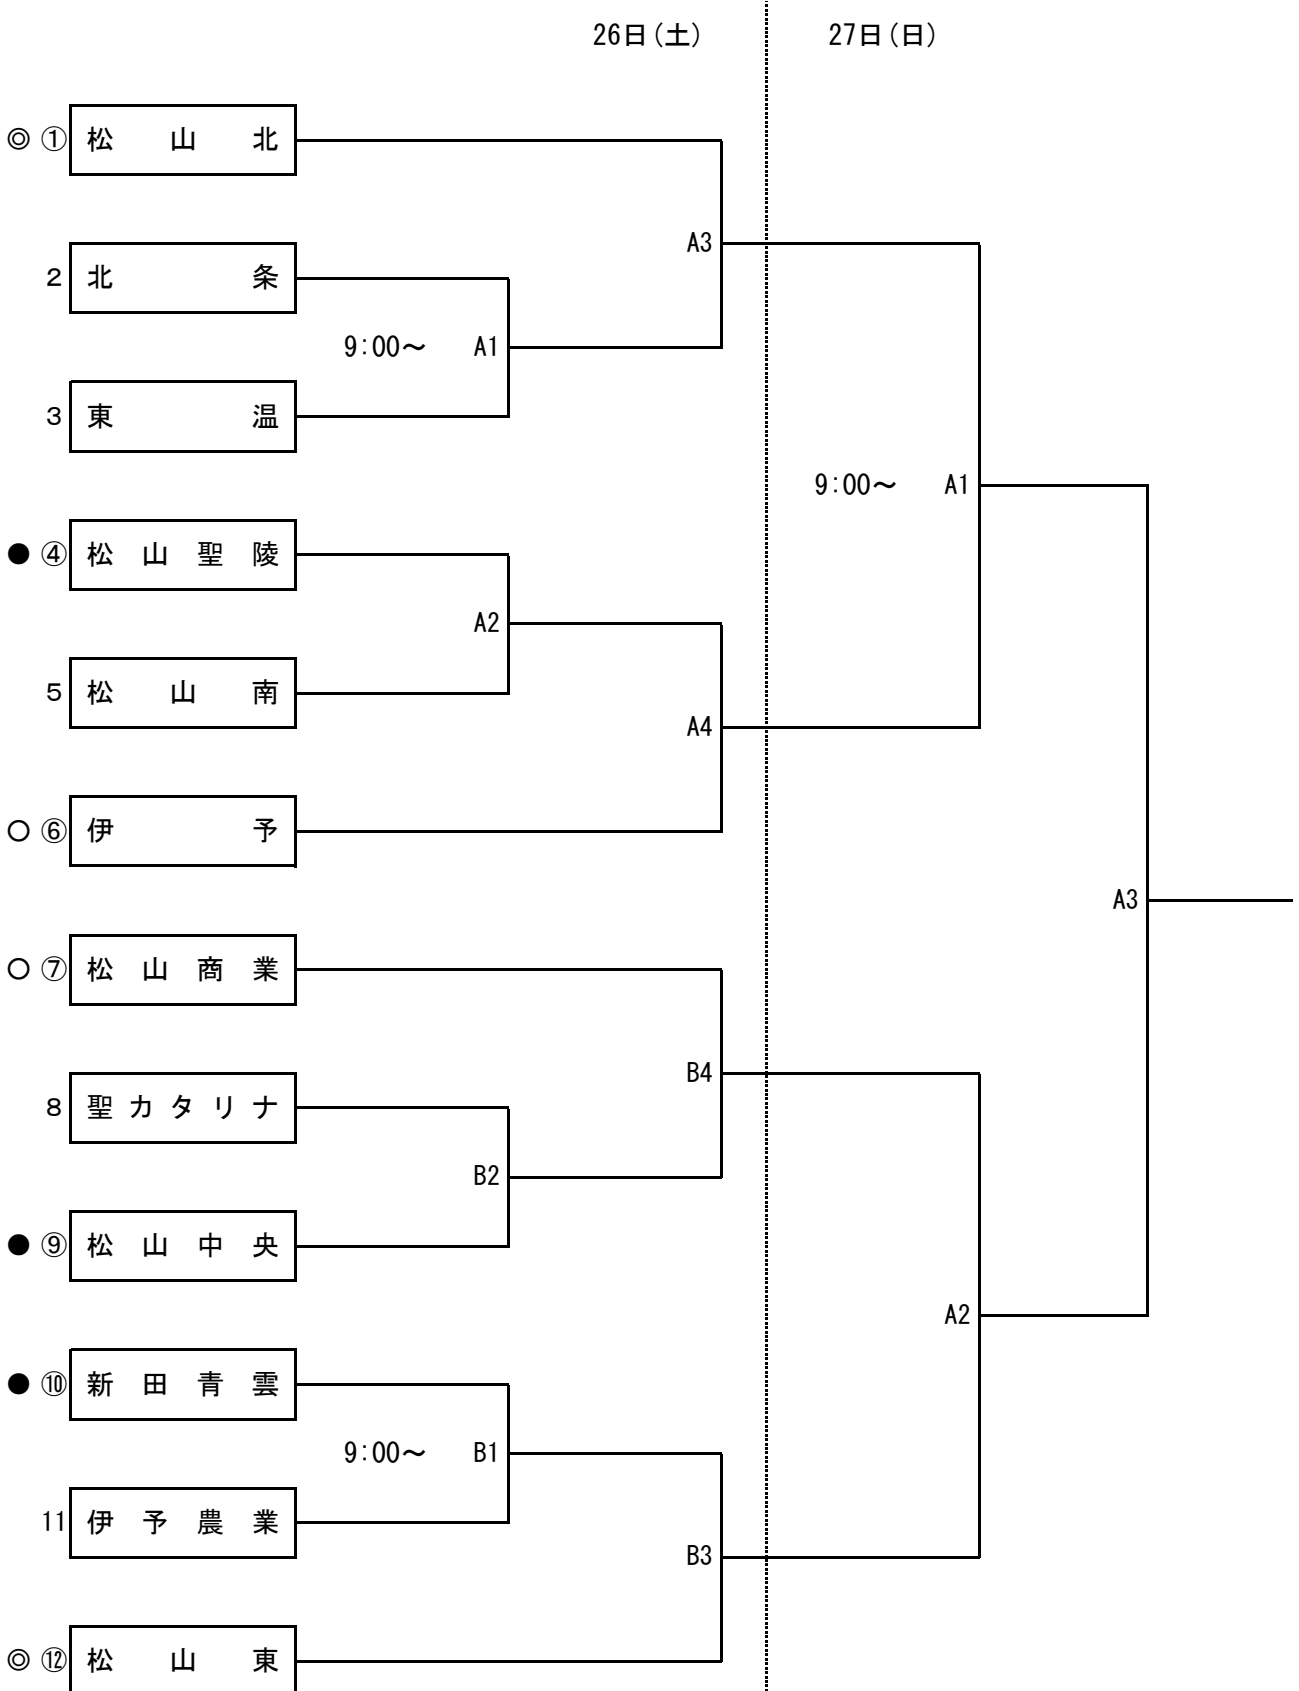 26日(土) 27日(日)
◎ ① 松山北
A3
2 北条
9:00～ A1
3 東温
9:00～ A1
● ④ 松山聖陵
A2
5 松山南
A4
○ ⑥ 伊予
A3
○ ⑦ 松山商業
B4
8 聖カタリナ
B2
● ⑨ 松山中央
A2
● ⑩ 新田青雲
9:00～ B1
11 伊予農業
B3
◎ ⑫ 松山東